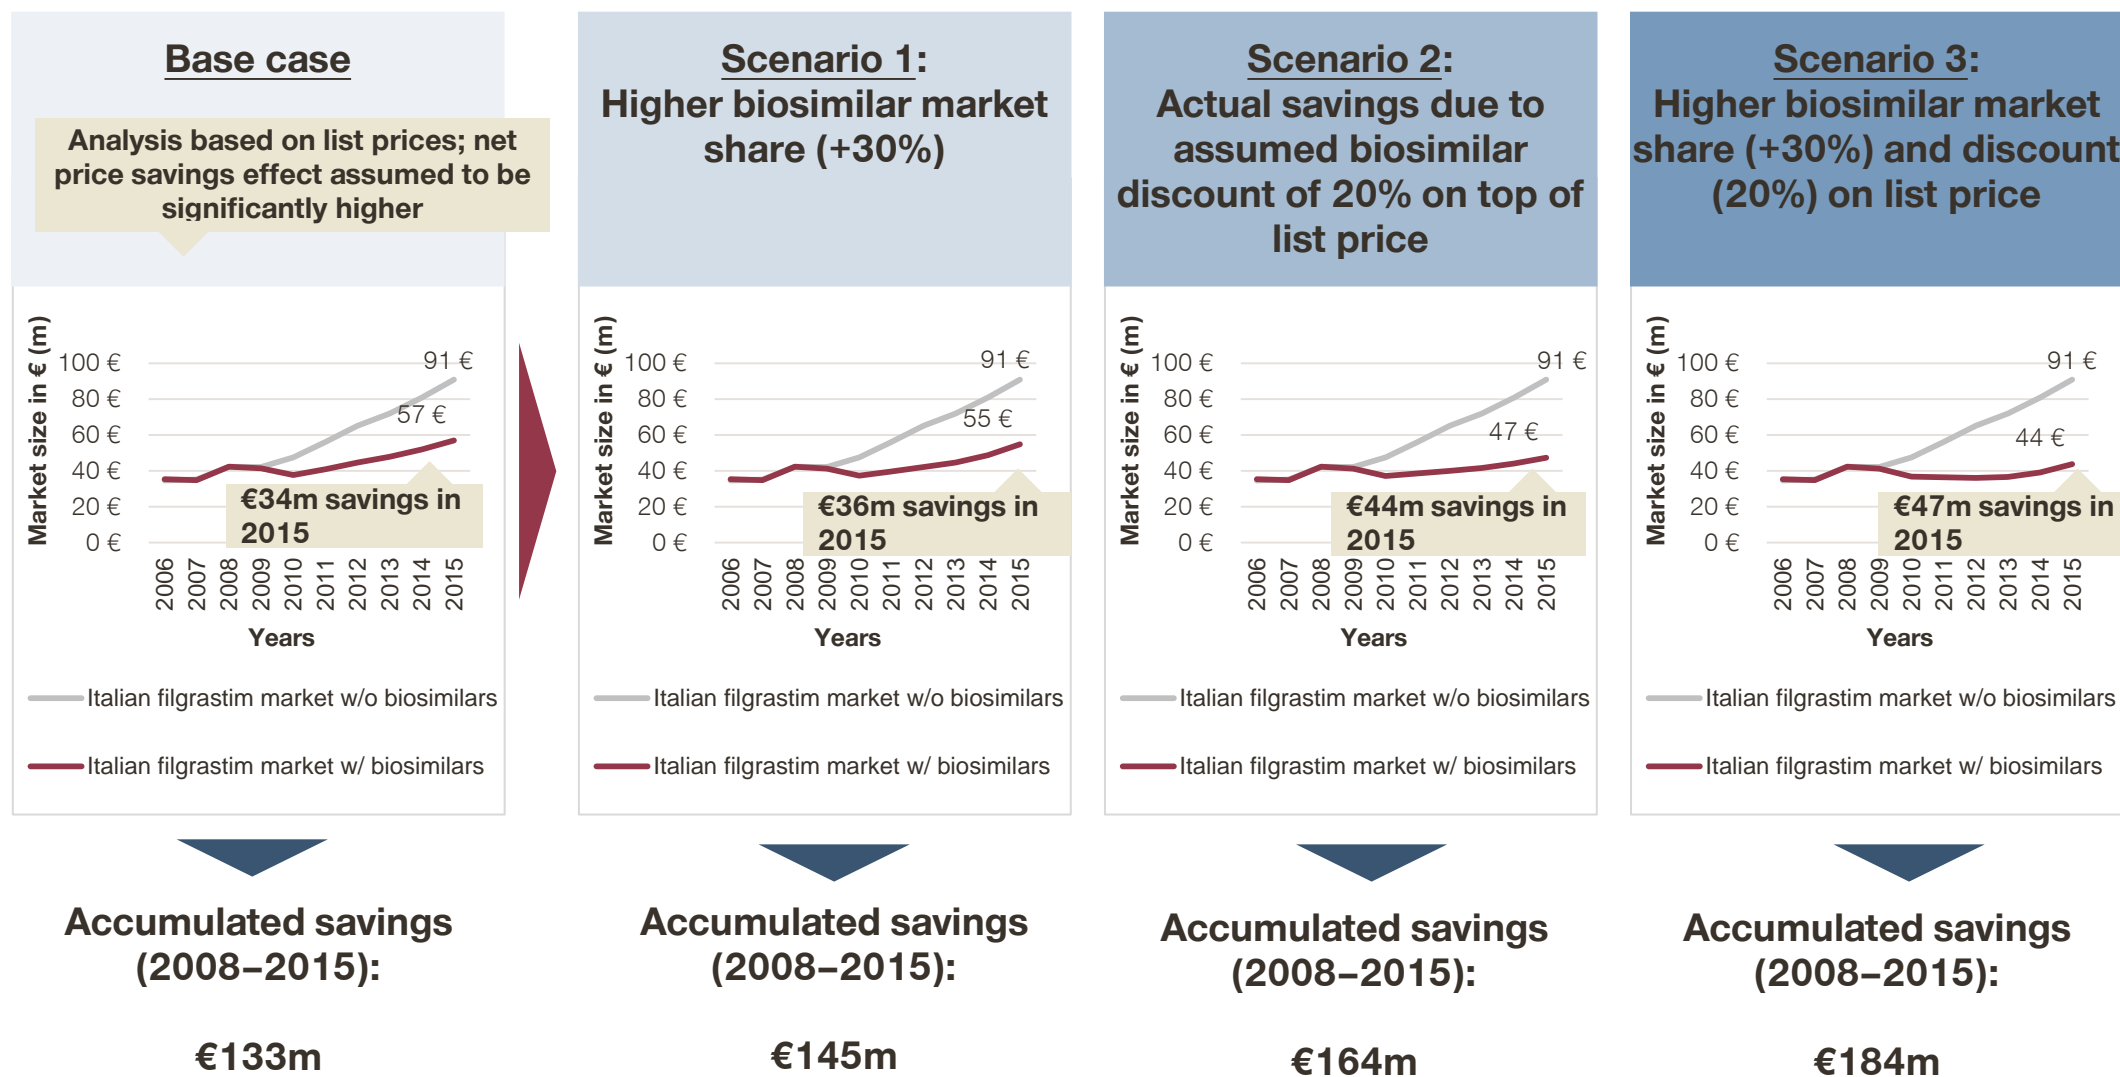 Base case
Analysis based on list prices; net
price savings effect assumed to be
significantly higher
Market size in € (m)
100 €
80 €
60 €
40 €
20 €
0 €
91 €
57 €
€34m savings in
2015
2006
2007
2008
2009
2010
2011
2012
2013
2014
2015
Years
Italian filgrastim market w/o biosimilars
Italian filgrastim market w/ biosimilars
Accumulated savings
(2008–2015):
€133m
Scenario 1:
Higher biosimilar market
share (+30%)
Market size in € (m)
100 €
80 €
60 €
40 €
20 €
0 €
91 €
55 €
€36m savings in
2015
2006
2007
2008
2009
2010
2011
2012
2013
2014
2015
Years
Italian filgrastim market w/o biosimilars
Italian filgrastim market w/ biosimilars
Accumulated savings
(2008–2015):
€145m
Scenario 2:
Actual savings due to
assumed biosimilar
discount of 20% on top of
list price
Market size in € (m)
100 €
80 €
60 €
40 €
20 €
0 €
91 €
47 €
€44m savings in
2015
2006
2007
2008
2009
2010
2011
2012
2013
2014
2015
Years
Italian filgrastim market w/o biosimilars
Italian filgrastim market w/ biosimilars
Accumulated savings
(2008–2015):
€164m
Scenario 3:
Higher biosimilar market
share (+30%) and discount
(20%) on list price
Market size in € (m)
100 €
80 €
60 €
40 €
20 €
0 €
91 €
44 €
€47m savings in
2015
2006
2007
2008
2009
2010
2011
2012
2013
2014
2015
Years
Italian filgrastim market w/o biosimilars
Italian filgrastim market w/ biosimilars
Accumulated savings
(2008–2015):
€184m